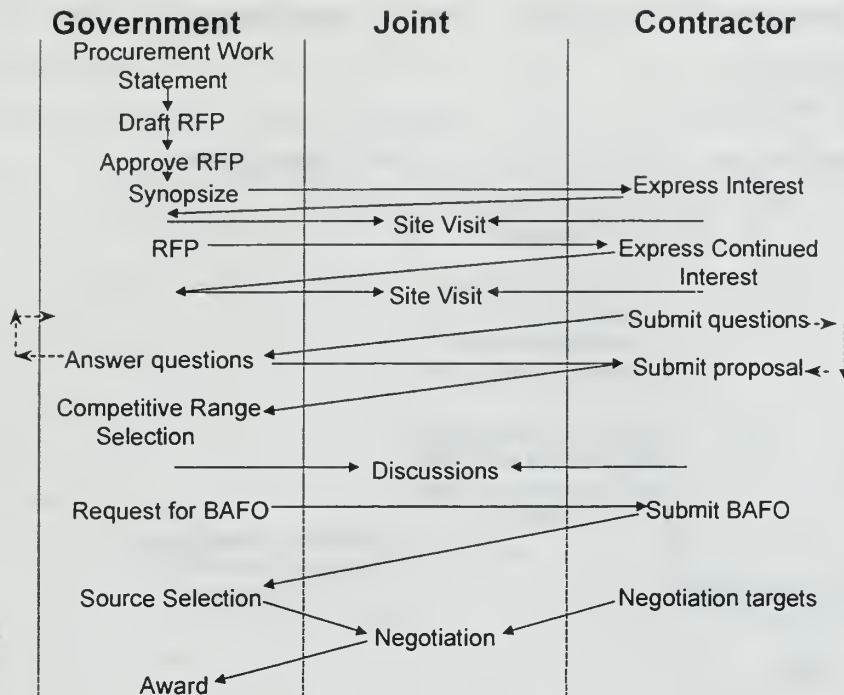 Government Joint Contractor
Procurement Work
Statement
Draft RFP
Approve RFP
Synopsize
Express Interest
Site Visit
RFP
Express Continued
Interest
Site Visit
Submit questions
Answer questions
Submit proposal
Competitive Range
Selection
Discussions
Request for BAFO
Submit BAFO
Source Selection
Negotiation targets
Negotiation
Award